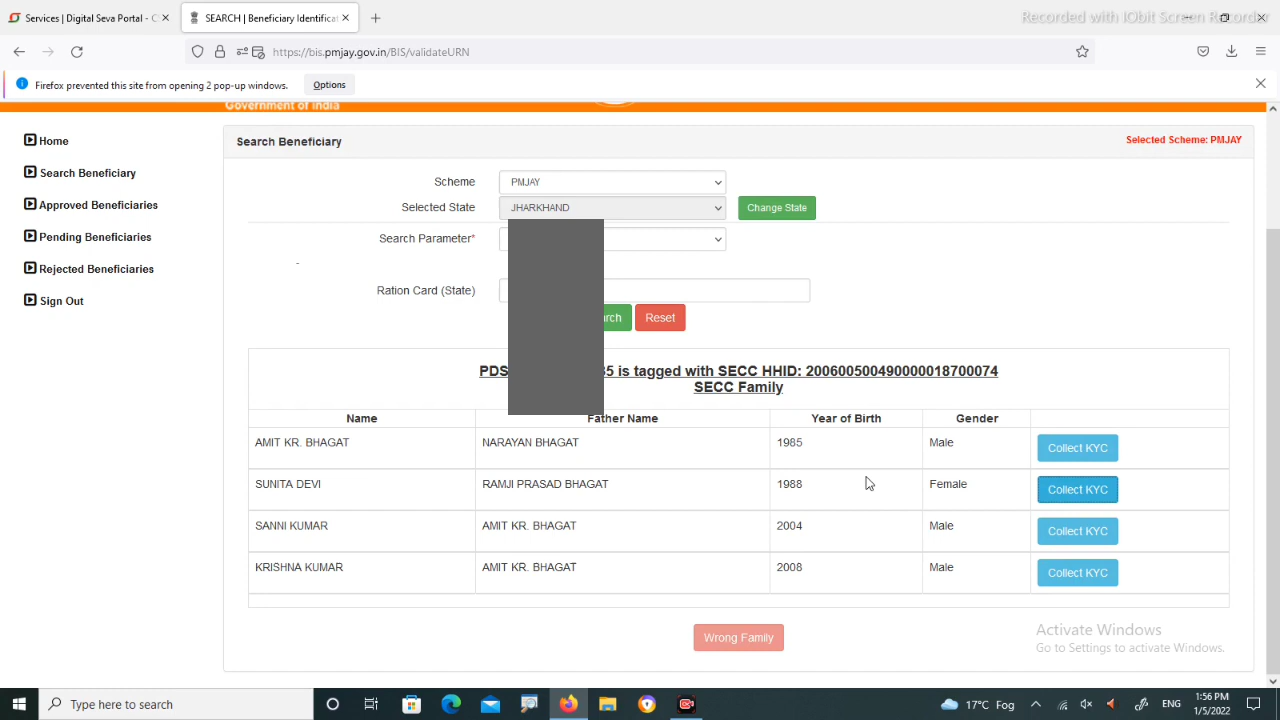 Services | Digital Seva Portal - C
SEARCH | Beneficiary Identifica
Recorded with IObit Screen Recorder
https://bis.pmjay.gov.in/BIS/validateURN
Firefox prevented this site from opening 2 pop-up windows. Options
Government of India
Home
Search Beneficiary
Approved Beneficiaries
Pending Beneficiaries
Rejected Beneficiaries
Sign Out
Search Beneficiary
Selected Scheme: PMJAY
Scheme PMJAY
Selected State JHARKHAND Change State
Search Parameter*
-
Ration Card (State)
rch Reset
PDS 35 is tagged with SECC HHID: 200600500490000018700074
SECC Family
Name Father Name Year of Birth Gender
AMIT KR. BHAGAT NARAYAN BHAGAT 1985 Male Collect KYC
SUNITA DEVI RAMJI PRASAD BHAGAT 1988 Female Collect KYC
SANNI KUMAR AMIT KR. BHAGAT 2004 Male Collect KYC
KRISHNA KUMAR AMIT KR. BHAGAT 2008 Male Collect KYC
Wrong Family
Activate Windows
Go to Settings to activate Windows.
Type here to search
17°C Fog
ENG
1:56 PM
1/5/2022